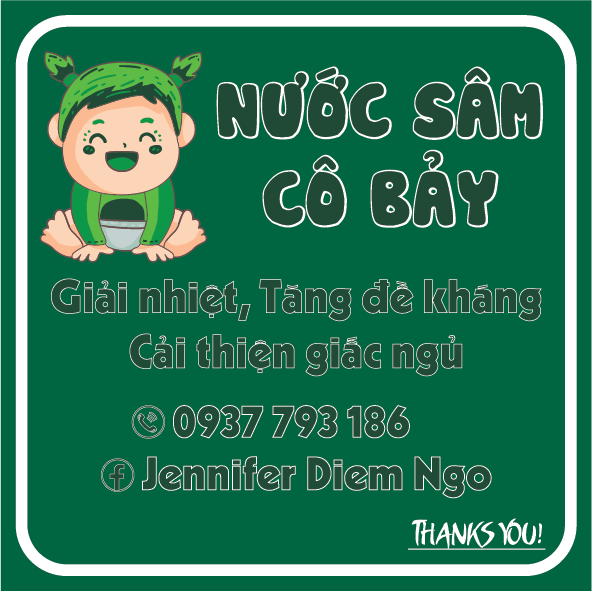 NƯỚC SÂM
CÔ BẢY
Giải nhiệt, Tăng đề kháng
Cải thiện giấc ngủ
0937 793 186
Jennifer Diem Ngo
THANKS YOU!